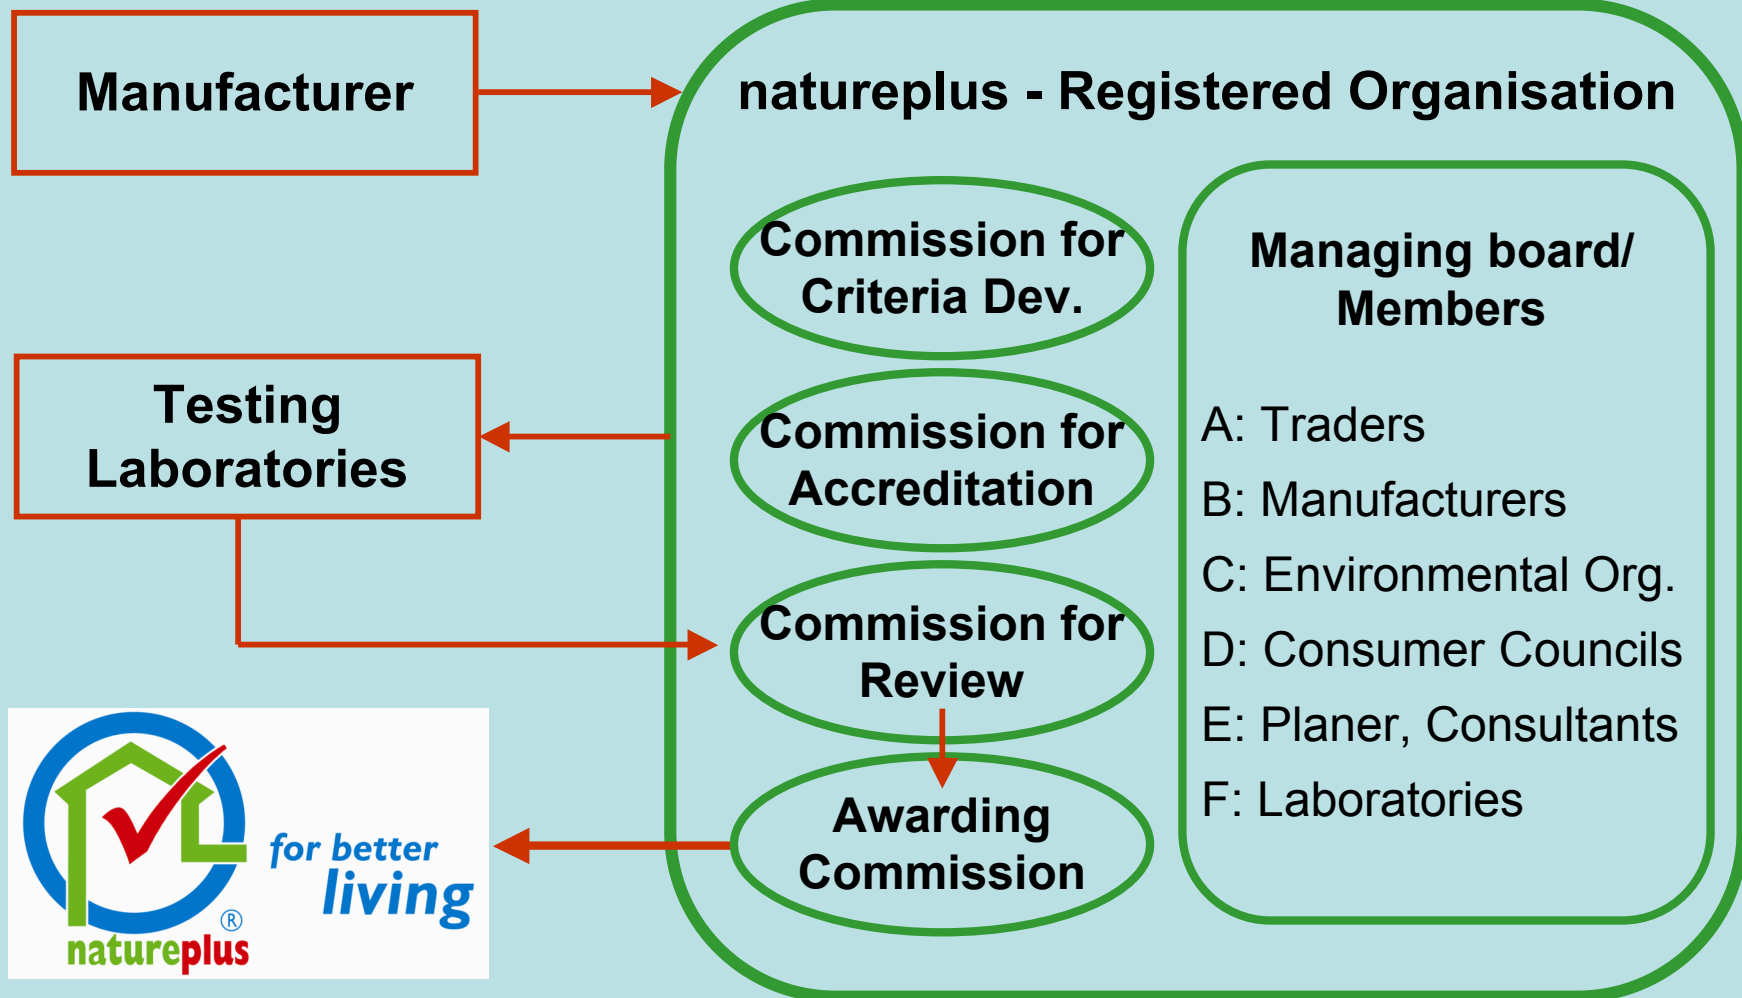 Manufacturer
natureplus - Registered Organisation
Commission for
Criteria Dev.
Managing board/
Members
Testing
Laboratories
Commission for
Accreditation
A: Traders
B: Manufacturers
C: Environmental Org.
D: Consumer Councils
E: Planer, Consultants
F: Laboratories
Commission for
Review
Awarding
Commission
for better
living
®
natureplus